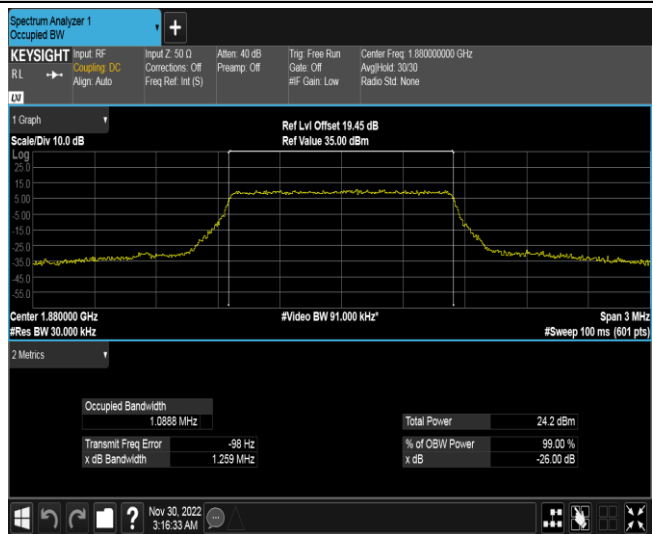 Spectrum Analyzer 1
Occupied BW
▼
+
KEYSIGHT Input: RF Input Z: 50 Ω Atten: 40 dB Trig: Free Run Center Freq: 1.880000000 GHz
RL Coupling: DC Corrections: Off Preamp: Off Gate: Off Avg|Hold: 30/30
Align: Auto Freq Ref: Int (S) #IF Gain: Low Radio Std: None
LXI
1 Graph ▼ Ref Lvl Offset 19.45 dB
Scale/Div 10.0 dB Ref Value 35.00 dBm
Log
25.0
15.0
5.00
-5.00
-15.0
-25.0
-35.0
-45.0
-55.0
Center 1.880000 GHz #Video BW 91.000 kHz* Span 3 MHz
#Res BW 30.000 kHz #Sweep 100 ms (601 pts)
2 Metrics ▼
Occupied Bandwidth
1.0888 MHz Total Power 24.2 dBm
Transmit Freq Error -98 Hz % of OBW Power 99.00 %
x dB Bandwidth 1.259 MHz x dB -26.00 dB
? Nov 30, 2022
3:16:33 AM